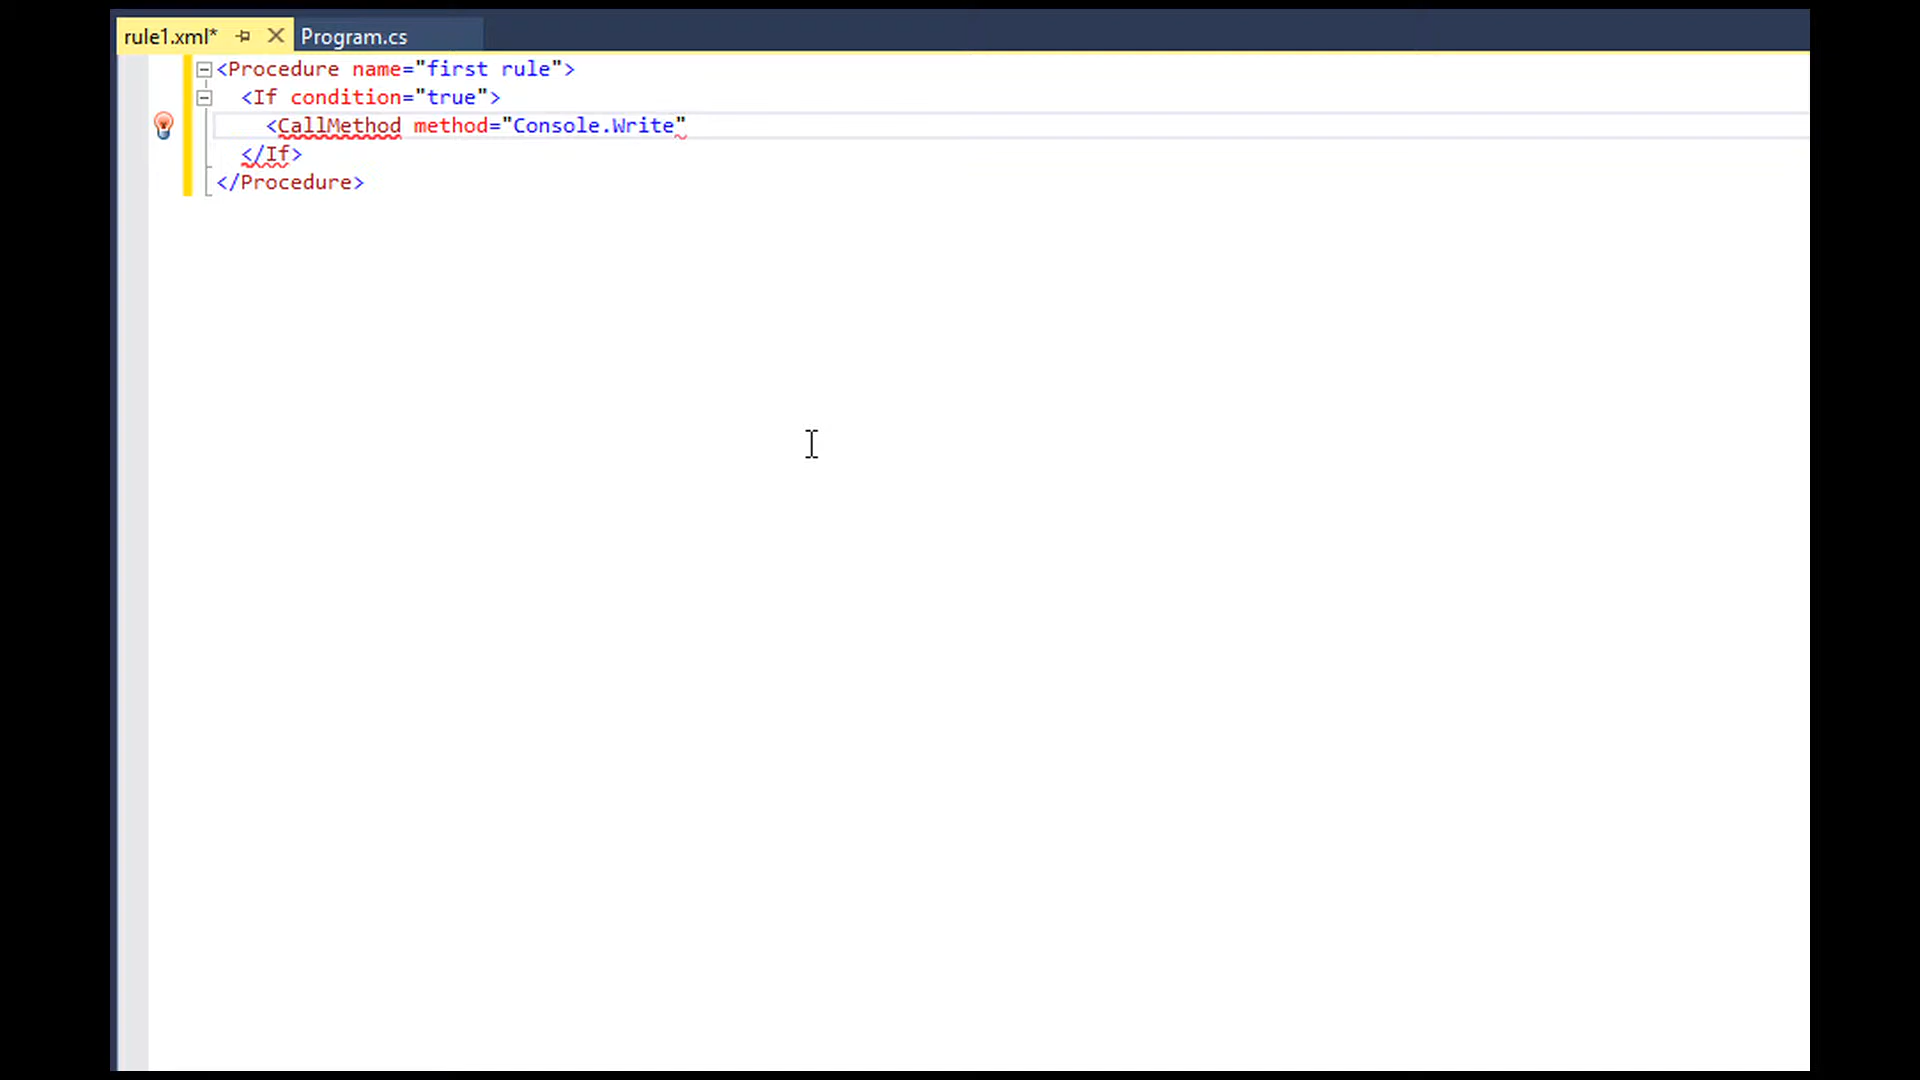 rule1.xml* Program.cs
<Procedure name="first rule">
<If condition="true">
<CallMethod method="Console.Write"
</If>
</Procedure>